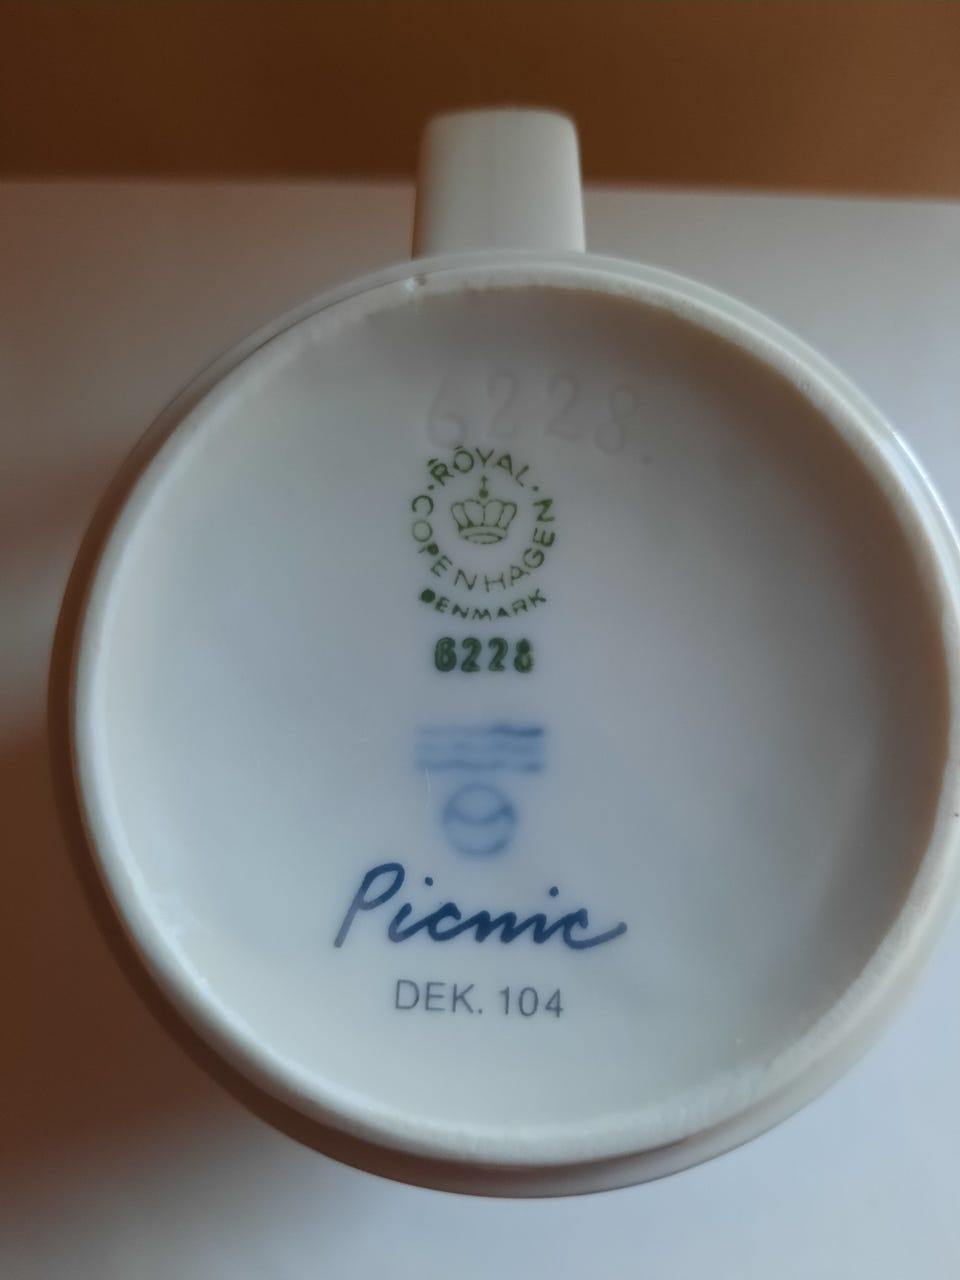 6228.
ROYAL
COPENHAGEN
DENMARK
6228
Picnic
DEK. 104